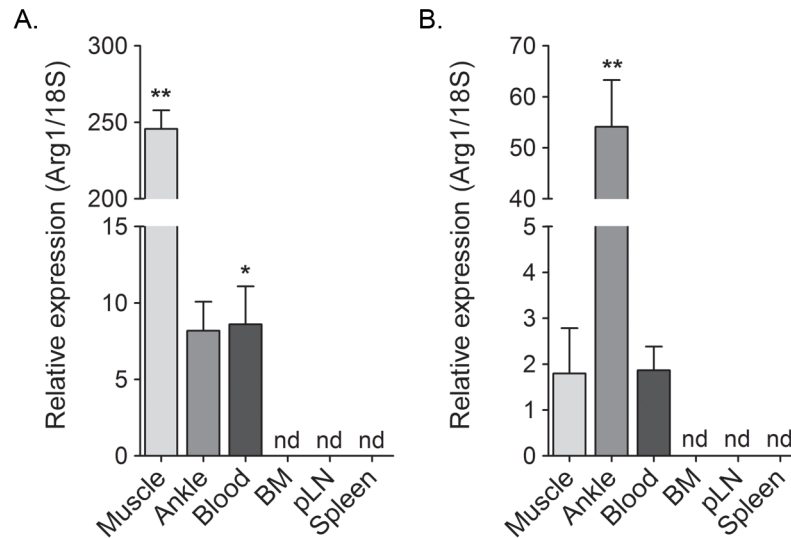 A.
Relative expression (Arg1/18S)
300
250
200
15
10
5
0
**
*
nd nd nd
Muscle
Ankle
Blood
BM
pLN
Spleen
B.
Relative expression (Arg1/18S)
70
60
50
40
5
4
3
2
1
0
**
nd nd nd
Muscle
Ankle
Blood
BM
pLN
Spleen